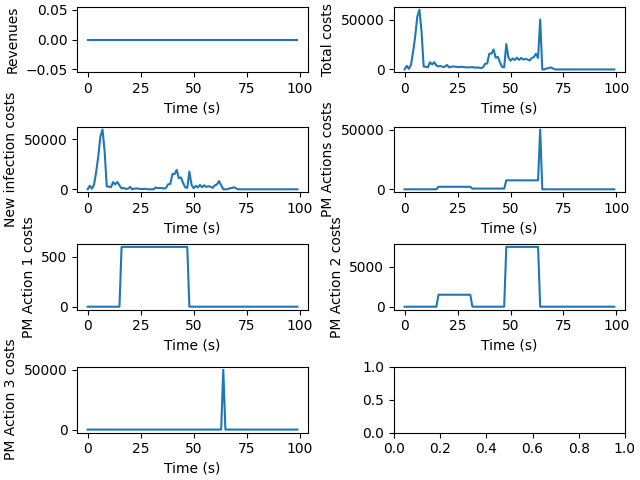 Revenues
0.05
0.00
−0.05
0 25 50 75 100
Time (s)
Total costs
50000
0
0 25 50 75 100
Time (s)
New infection costs
50000
0
0 25 50 75 100
Time (s)
PM Actions costs
50000
0
0 25 50 75 100
Time (s)
PM Action 1 costs
500
0
0 25 50 75 100
Time (s)
PM Action 2 costs
5000
0
0 25 50 75 100
Time (s)
PM Action 3 costs
50000
0
0 25 50 75 100
Time (s)
1.0
0.5
0.0
0.0 0.2 0.4 0.6 0.8 1.0